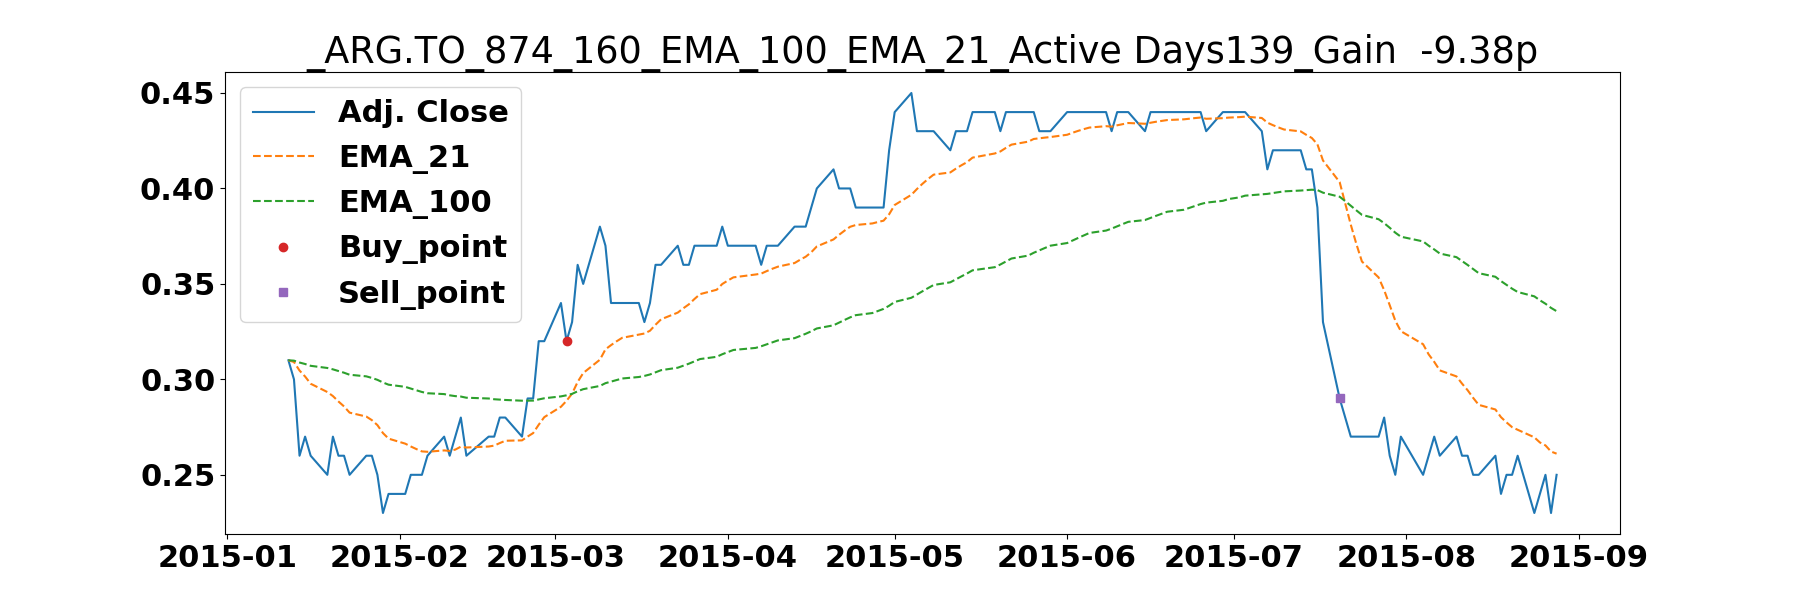 _ARG.TO_874_160_EMA_100_EMA_21_Active Days139_Gain  -9.38p
0.45
0.40
0.35
0.30
0.25
Adj. Close
EMA_21
EMA_100
Buy_point
Sell_point
2015-01 2015-02 2015-03 2015-04 2015-05 2015-06 2015-07 2015-08 2015-09